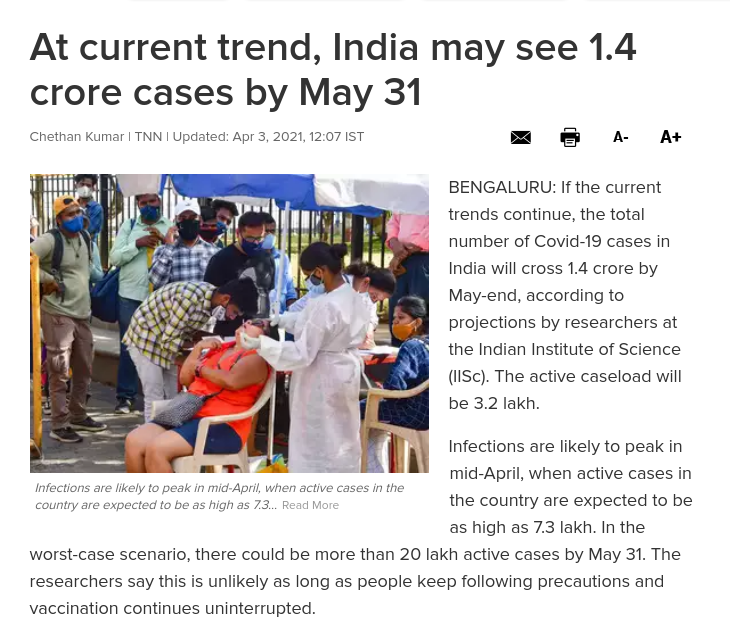 At current trend, India may see 1.4
crore cases by May 31
Chethan Kumar | TNN | Updated: Apr 3, 2021, 12:07 IST
A-
A+
BENGALURU: If the current
trends continue, the total
number of Covid-19 cases in
India will cross 1.4 crore by
May-end, according to
projections by researchers at
the Indian Institute of Science
(IISc). The active caseload will
be 3.2 lakh.
Infections are likely to peak in mid-April, when active cases in the
country are expected to be as high as 7.3... Read More
Infections are likely to peak in
mid-April, when active cases in
the country are expected to be
as high as 7.3 lakh. In the
worst-case scenario, there could be more than 20 lakh active cases by May 31. The
researchers say this is unlikely as long as people keep following precautions and
vaccination continues uninterrupted.